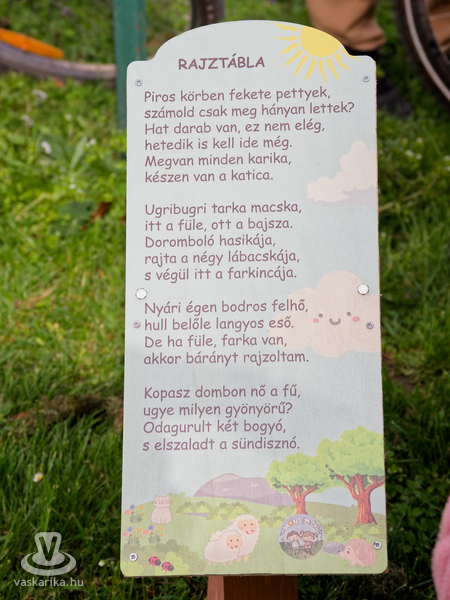 RAJZTÁBLA
Piros körben fekete pettyek,
számold csak meg hányan lettek?
Hat darab van, ez nem elég,
hetedik is kell ide még.
Megvan minden karika,
készen van a katica.
Ugribugri tarka macska,
itt a füle, ott a bajsza.
Doromboló hasikája,
rajta a négy lábacskája,
s végül itt a farkincája.
Nyári égen bodros felhő,
hull belőle langyos eső.
De ha füle, farka van,
akkor bárányt rajzoltam.
Kopasz dombon nő a fű,
ugye milyen gyönyörű?
Odagurult két bogyó,
s elszaladt a sündisznó.
vaskarika.hu